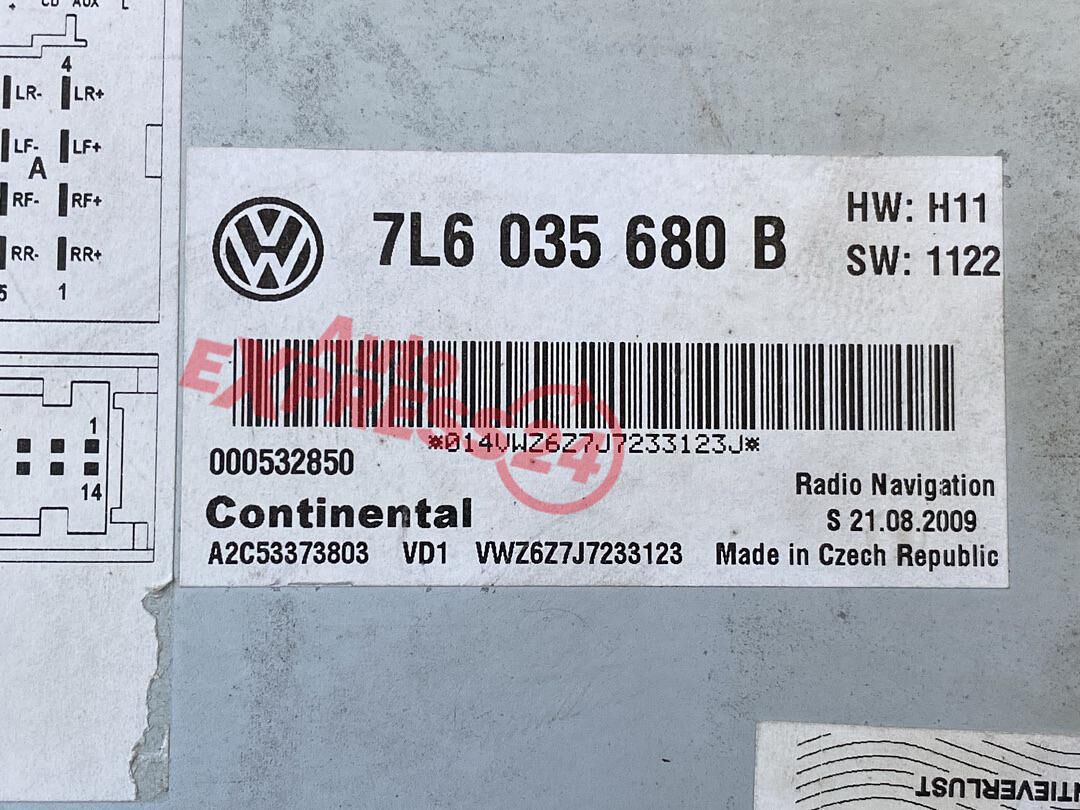 CD AUX L
4
LR- LR+
LF- LF+
A
RF- RF+
RR- RR+
5 1
1
14
7L6 035 680 B
HW: H11
SW: 1122
Auto
EXPRESS24
*014VWZ6Z7J7233123J*
000532850
Radio Navigation
Continental
S 21.08.2009
A2C53373803 VD1 VWZ6Z7J7233123 Made in Czech Republic
TIEVERLUST